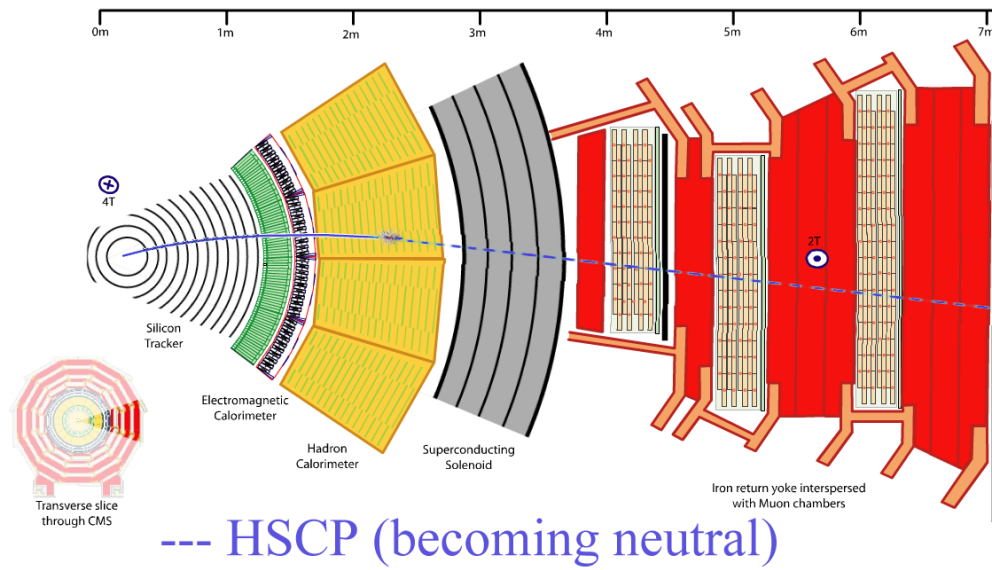 0m 1m 2m 3m 4m 5m 6m 7m
4T
2T
Silicon
Tracker
Electromagnetic
Calorimeter
Hadron
Calorimeter
Superconducting
Solenoid
Iron return yoke interspersed
with Muon chambers
Transverse slice
through CMS
--- HSCP (becoming neutral)